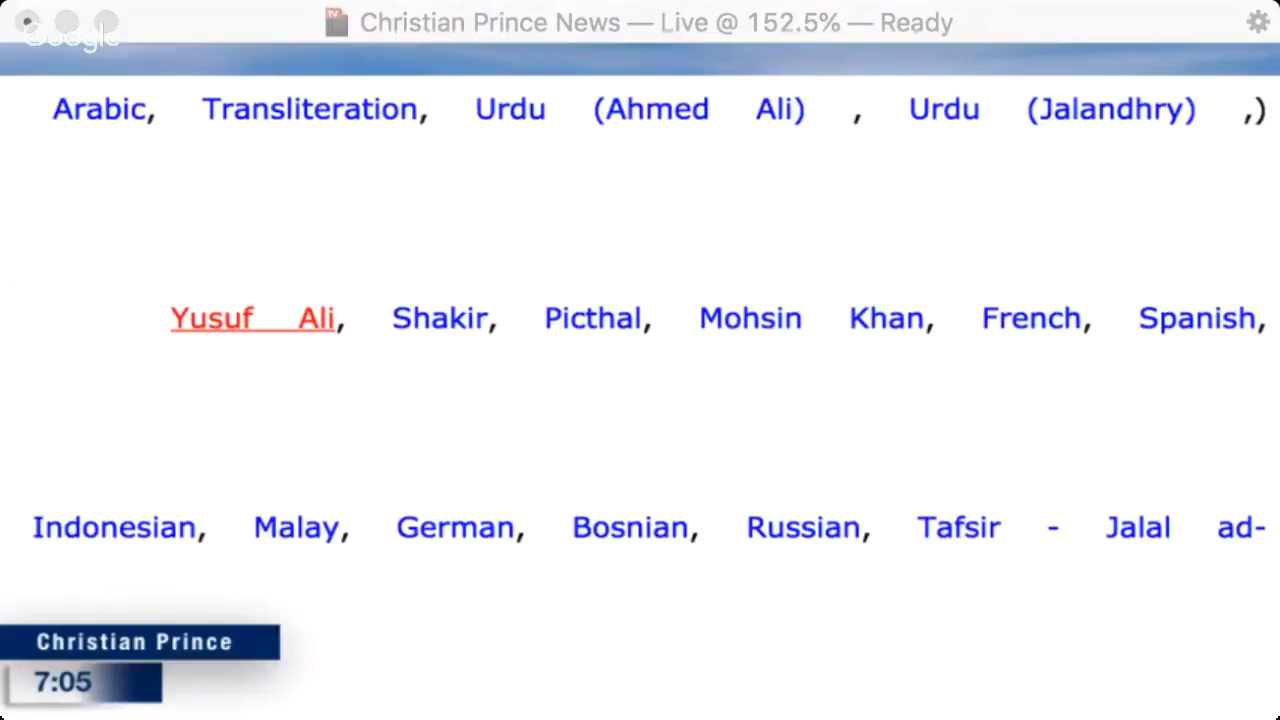 Christian Prince News — Live @ 152.5% — Ready
Google
Arabic, Transliteration, Urdu (Ahmed Ali) , Urdu (Jalandhry) ,)
Yusuf Ali, Shakir, Picthal, Mohsin Khan, French, Spanish,
Indonesian, Malay, German, Bosnian, Russian, Tafsir - Jalal ad-
Christian Prince
7:05